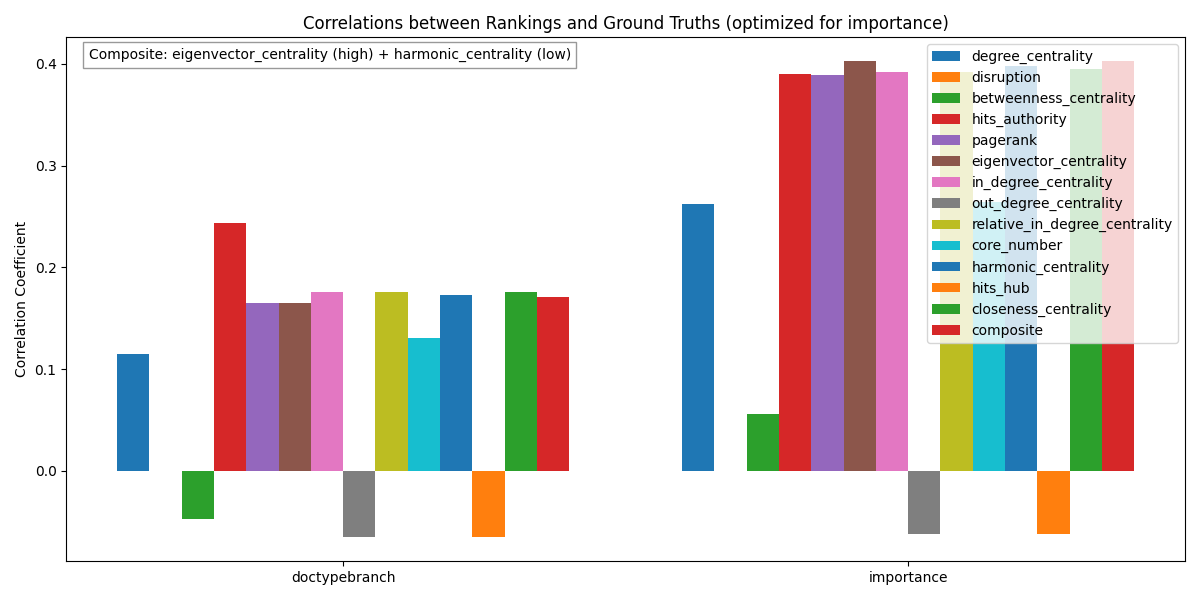 Correlations between Rankings and Ground Truths (optimized for importance)
Composite: eigenvector_centrality (high) + harmonic_centrality (low)
degree_centrality
disruption
betweenness_centrality
hits_authority
pagerank
eigenvector_centrality
in_degree_centrality
out_degree_centrality
relative_in_degree_centrality
core_number
harmonic_centrality
hits_hub
closeness_centrality
composite
Correlation Coefficient
0.4
0.3
0.2
0.1
0.0
doctypebranch
importance